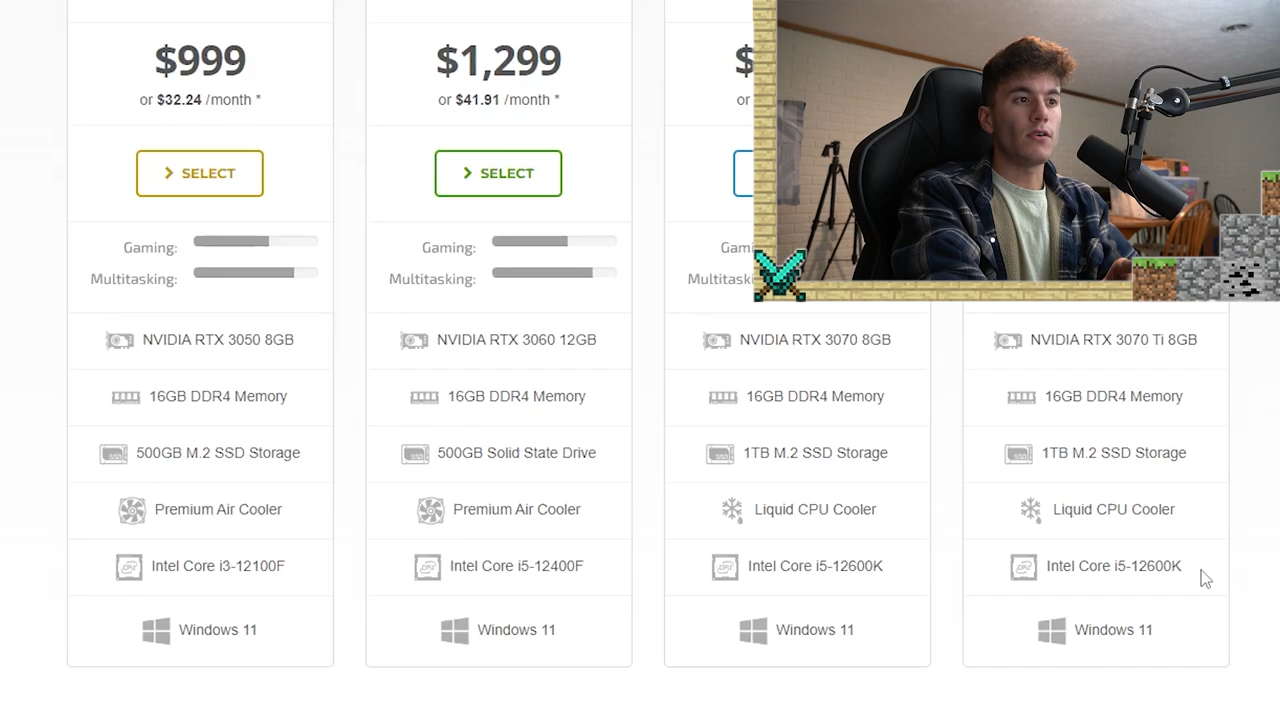 $999
or $32.24 /month *
> SELECT
Gaming:
Multitasking:
NVIDIA RTX 3050 8GB
16GB DDR4 Memory
500GB M.2 SSD Storage
Premium Air Cooler
Intel Core i3-12100F
Windows 11
$1,299
or $41.91 /month *
> SELECT
Gaming:
Multitasking:
NVIDIA RTX 3060 12GB
16GB DDR4 Memory
500GB Solid State Drive
Premium Air Cooler
Intel Core i5-12400F
Windows 11
$
or
NVIDIA RTX 3070 8GB
16GB DDR4 Memory
1TB M.2 SSD Storage
Liquid CPU Cooler
Intel Core i5-12600K
Windows 11
NVIDIA RTX 3070 Ti 8GB
16GB DDR4 Memory
1TB M.2 SSD Storage
Liquid CPU Cooler
Intel Core i5-12600K
Windows 11